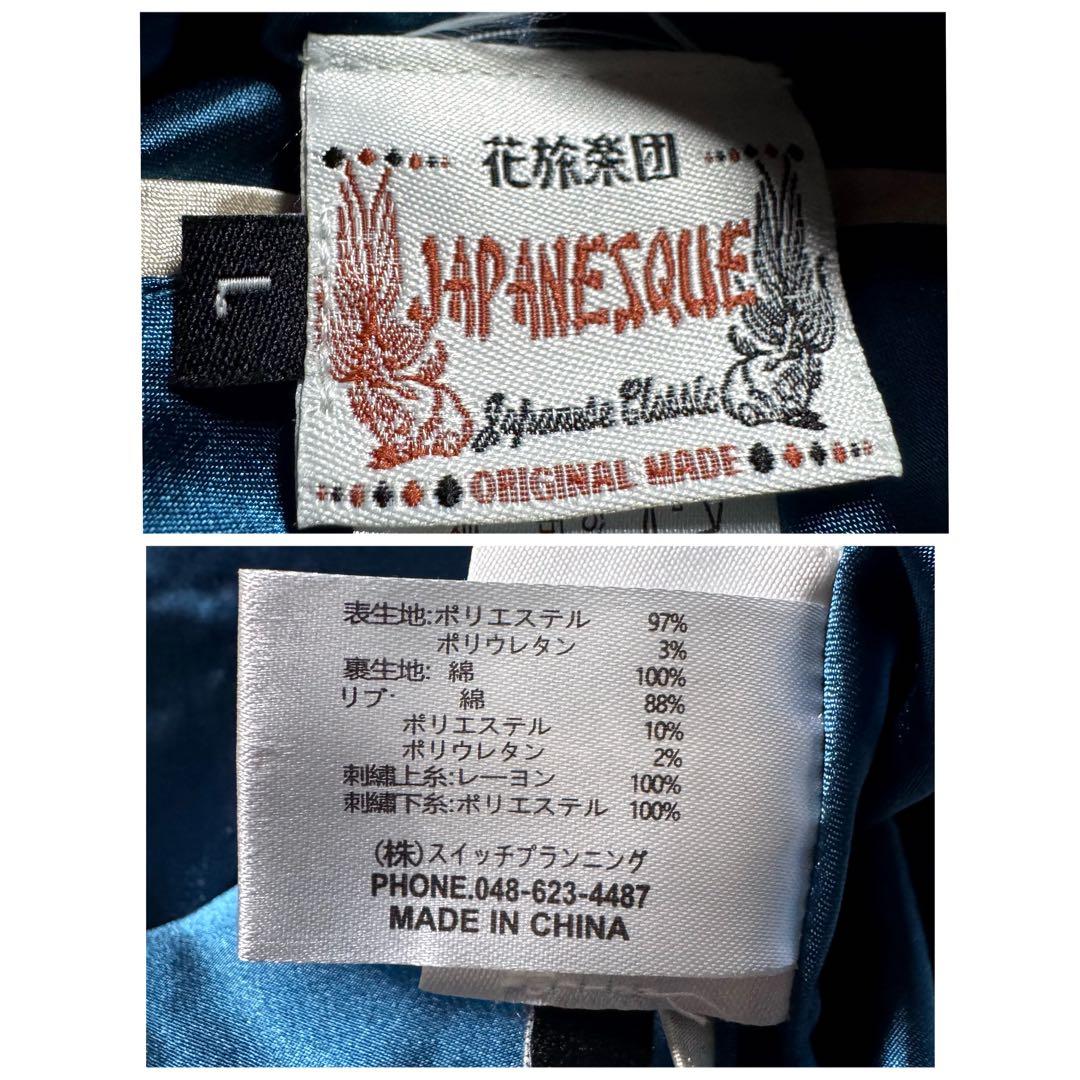 花旅楽団
L
JAPANESQUE
Japanese Classic
ORIGINAL MADE
表生地:ポリエステル 97%
ポリウレタン 3%
裏生地: 綿 100%
リブ: 綿 88%
ポリエステル 10%
ポリウレタン 2%
刺繍上糸:レーヨン 100%
刺繍下糸:ポリエステル 100%
(株)スイッチプランニング
PHONE.048-623-4487
MADE IN CHINA